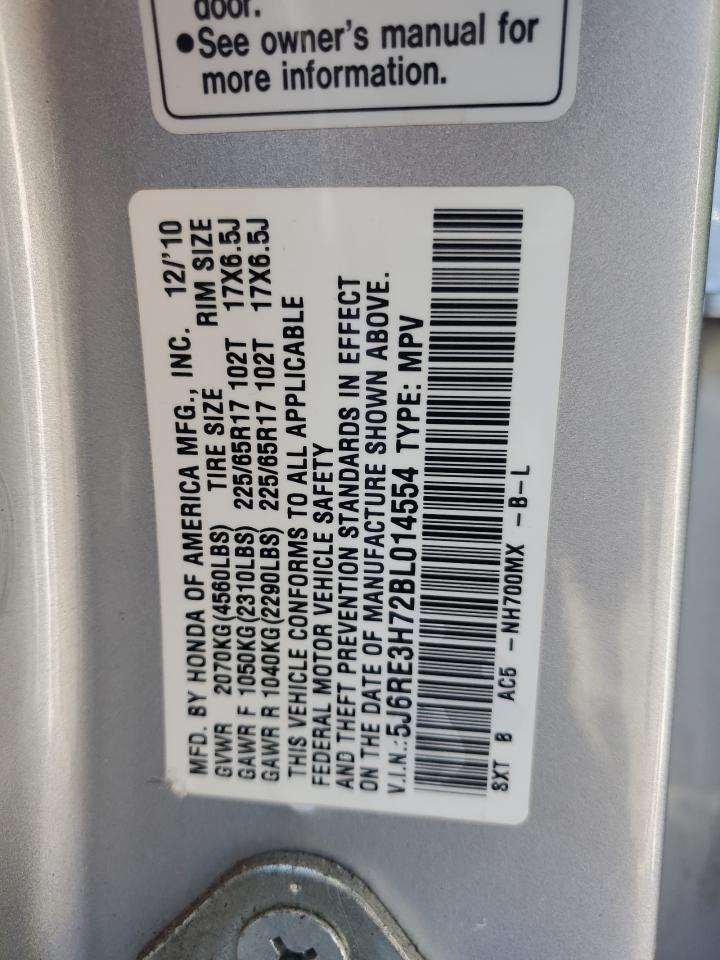 door.
●See owner's manual for
more information.
MFD. BY HONDA OF AMERICA MFG., INC. 12/'10
GVWR 2070KG(4560LBS) TIRE SIZE RIM SIZE
GAWR F 1050KG(2310LBS) 225/65R17 102T 17X6.5J
GAWR R 1040KG(2290LBS) 225/65R17 102T 17X6.5J
THIS VEHICLE CONFORMS TO ALL APPLICABLE
FEDERAL MOTOR VEHICLE SAFETY
AND THEFT PREVENTION STANDARDS IN EFFECT
ON THE DATE OF MANUFACTURE SHOWN ABOVE.
V.I.N.:5J6RE3H72BL014554 TYPE: MPV
SXT B AC5 -NH700MX -B-L